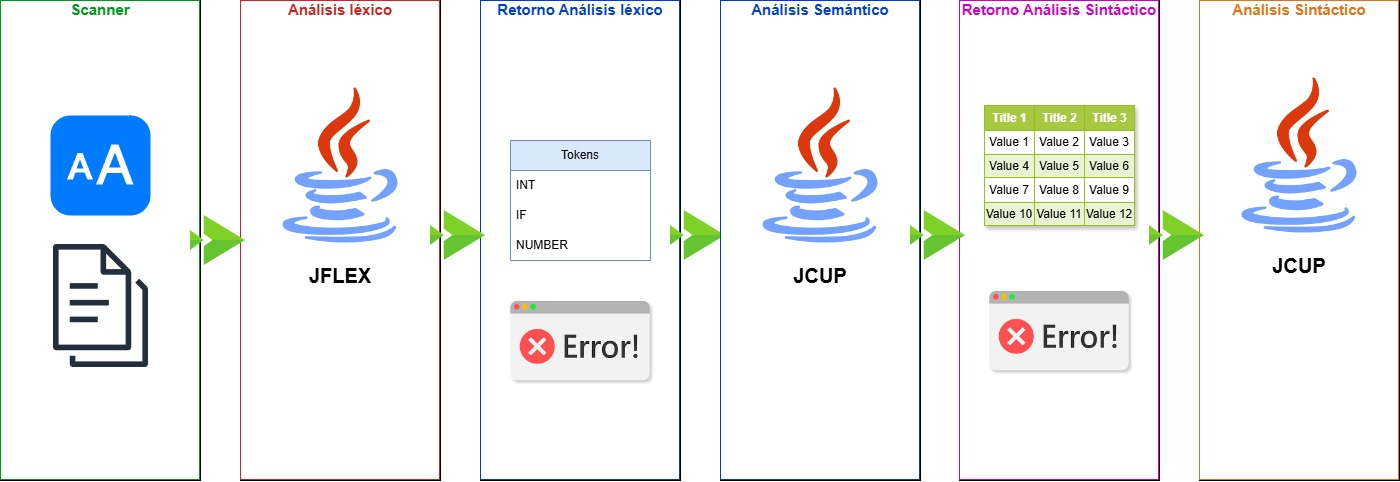 Scanner
AA
Análisis léxico
JFLEX
Retorno Análisis léxico
Tokens
INT
IF
NUMBER
Error!
Análisis Semántico
JCUP
Retorno Análisis Sintáctico
Title 1 Title 2 Title 3
Value 1 Value 2 Value 3
Value 4 Value 5 Value 6
Value 7 Value 8 Value 9
Value 10 Value 11 Value 12
Error!
Análisis Sintáctico
JCUP